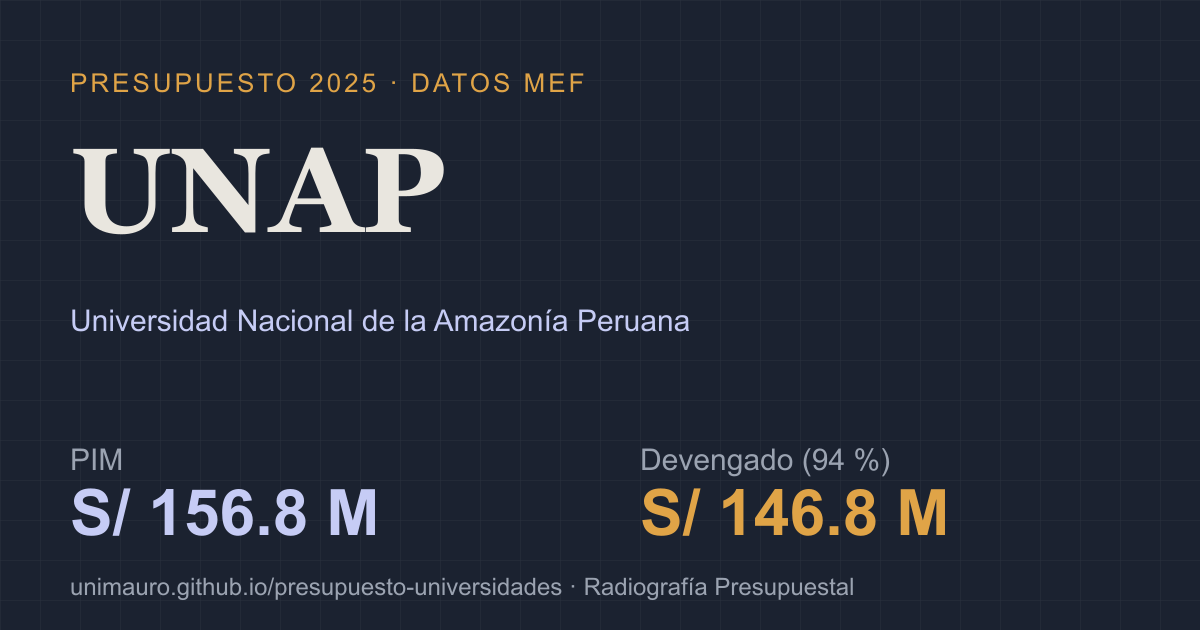 PRESUPUESTO 2025 · DATOS MEF
UNAP
Universidad Nacional de la Amazonía Peruana
PIM
S/ 156.8 M
Devengado (94 %)
S/ 146.8 M
unimauro.github.io/presupuesto-universidades · Radiografía Presupuestal